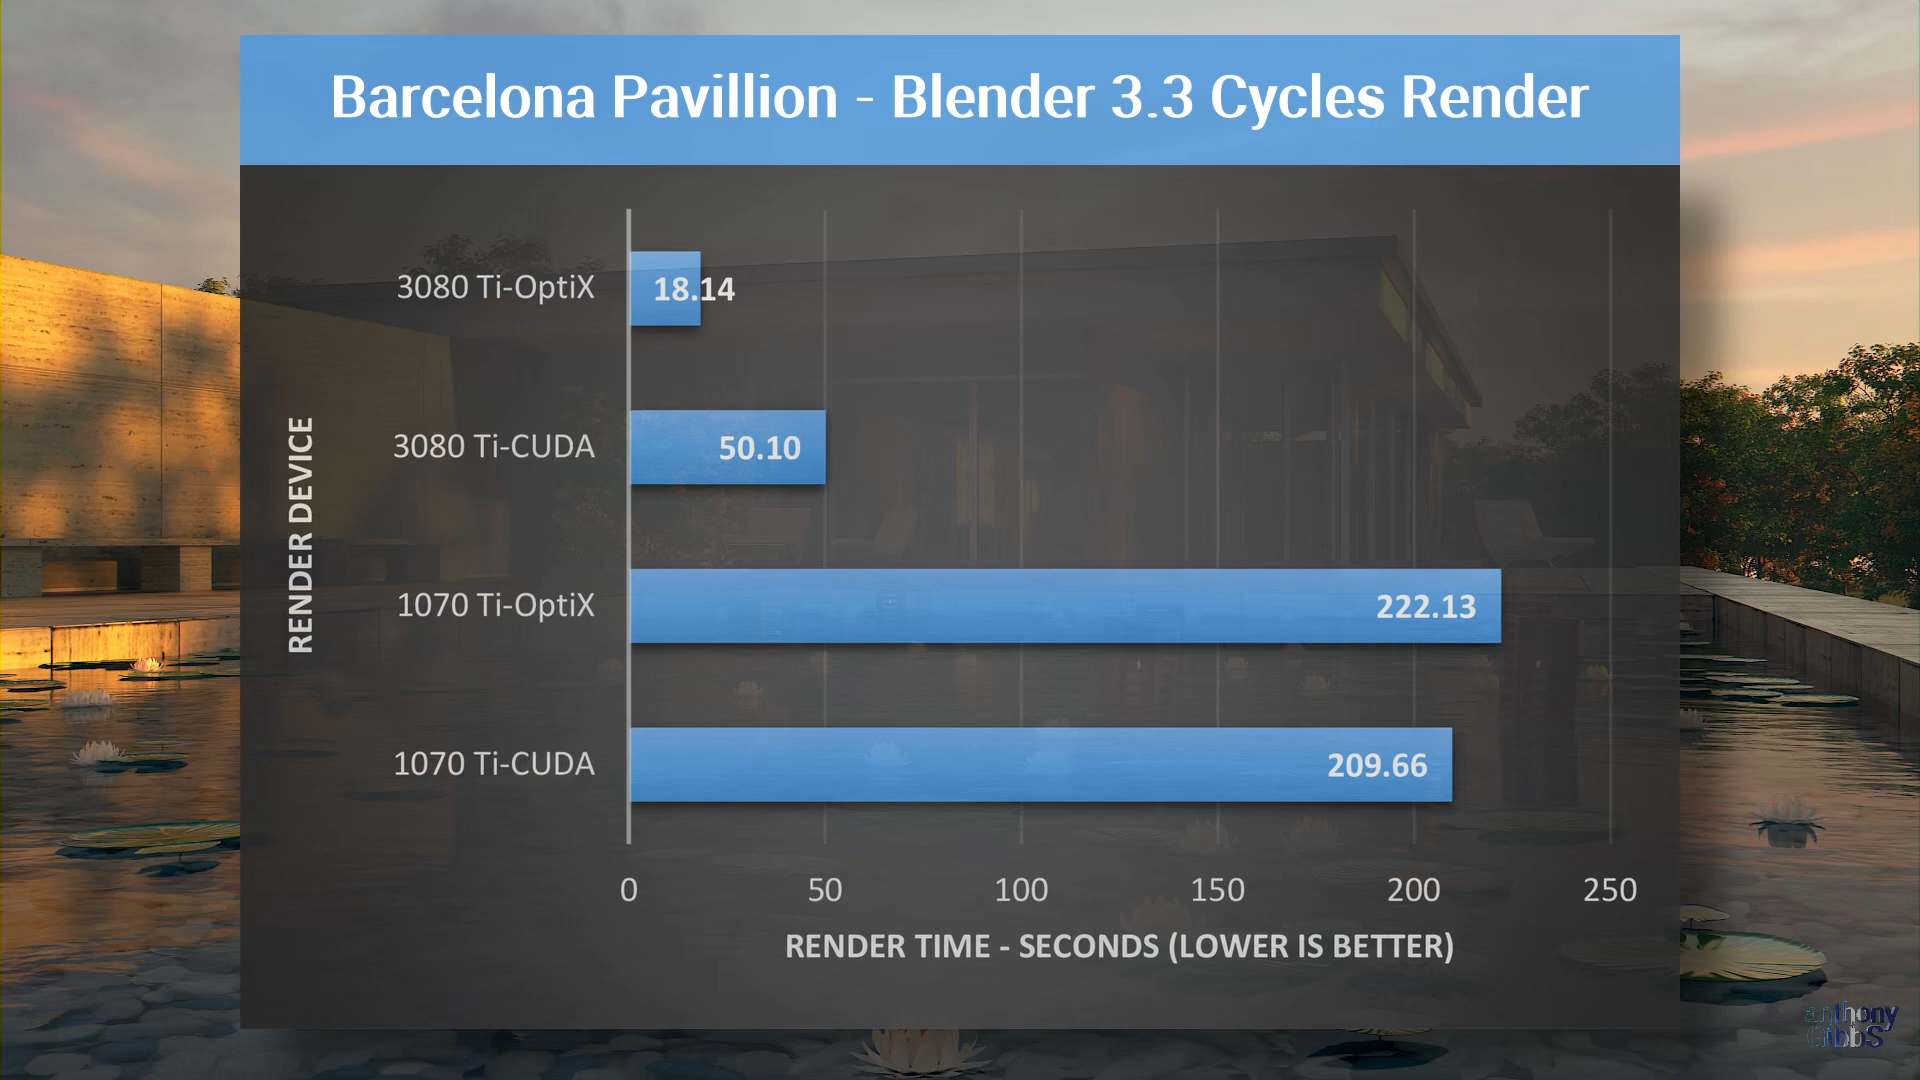 Barcelona Pavillion - Blender 3.3 Cycles Render
RENDER DEVICE
3080 Ti-OptiX
18.14
3080 Ti-CUDA
50.10
1070 Ti-OptiX
222.13
1070 Ti-CUDA
209.66
0 50 100 150 200 250
RENDER TIME - SECONDS (LOWER IS BETTER)
anthony
GibbS